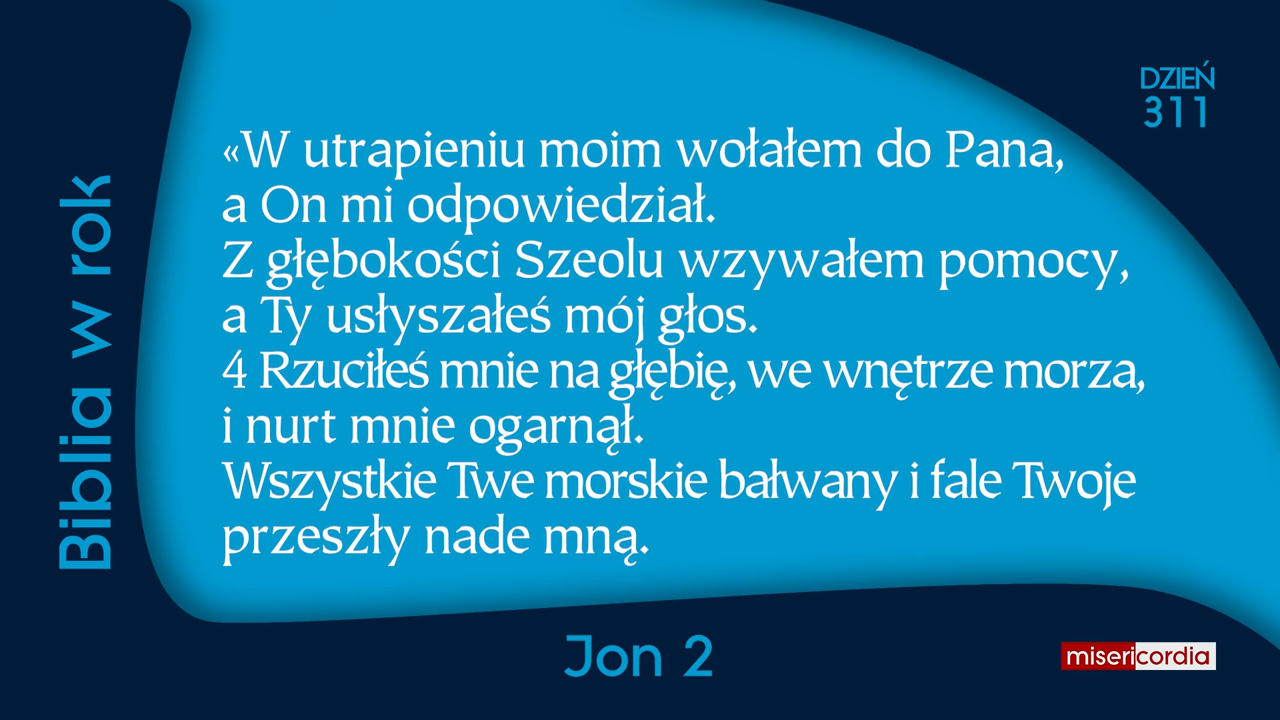 DZIEŃ
311
«W utrapieniu moim wołałem do Pana,
a On mi odpowiedział.
Z głębokości Szeolu wzywałem pomocy,
a Ty usłyszałeś mój głos.
4 Rzuciłeś mnie na głębię, we wnętrze morza,
i nurt mnie ogarnął.
Wszystkie Twe morskie bałwany i fale Twoje
przeszły nade mną.
Biblia w rok
Jon 2
misericordia